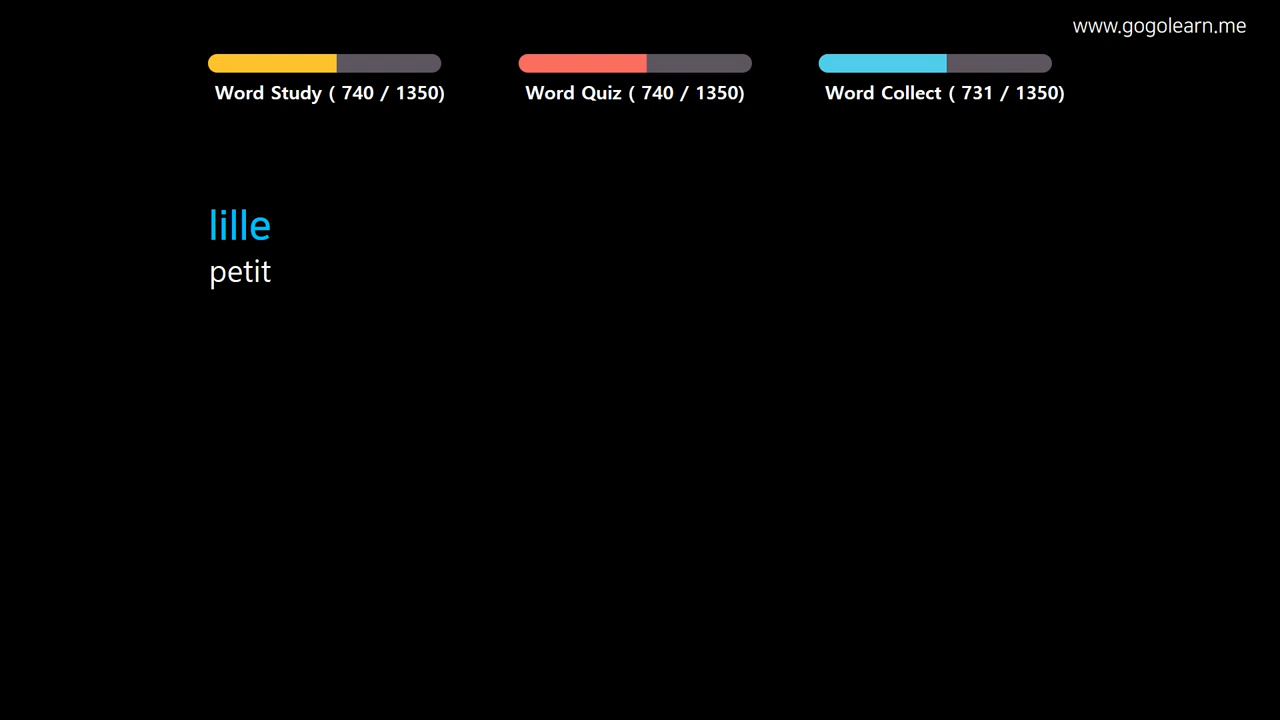 www.gogolearn.me
Word Study ( 740 / 1350)
Word Quiz ( 740 / 1350)
Word Collect ( 731 / 1350)
lille
petit